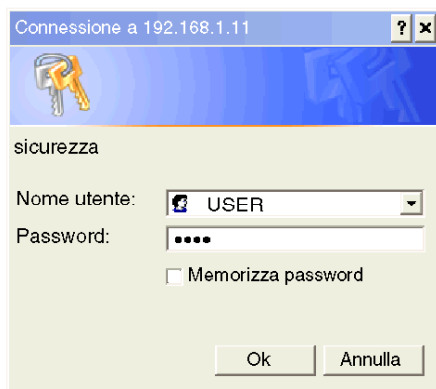 Connessione a 192.168.1.11
? ×
sicurezza
Nome utente: USER
Password: ••••
Memorizza password
Ok Annulla